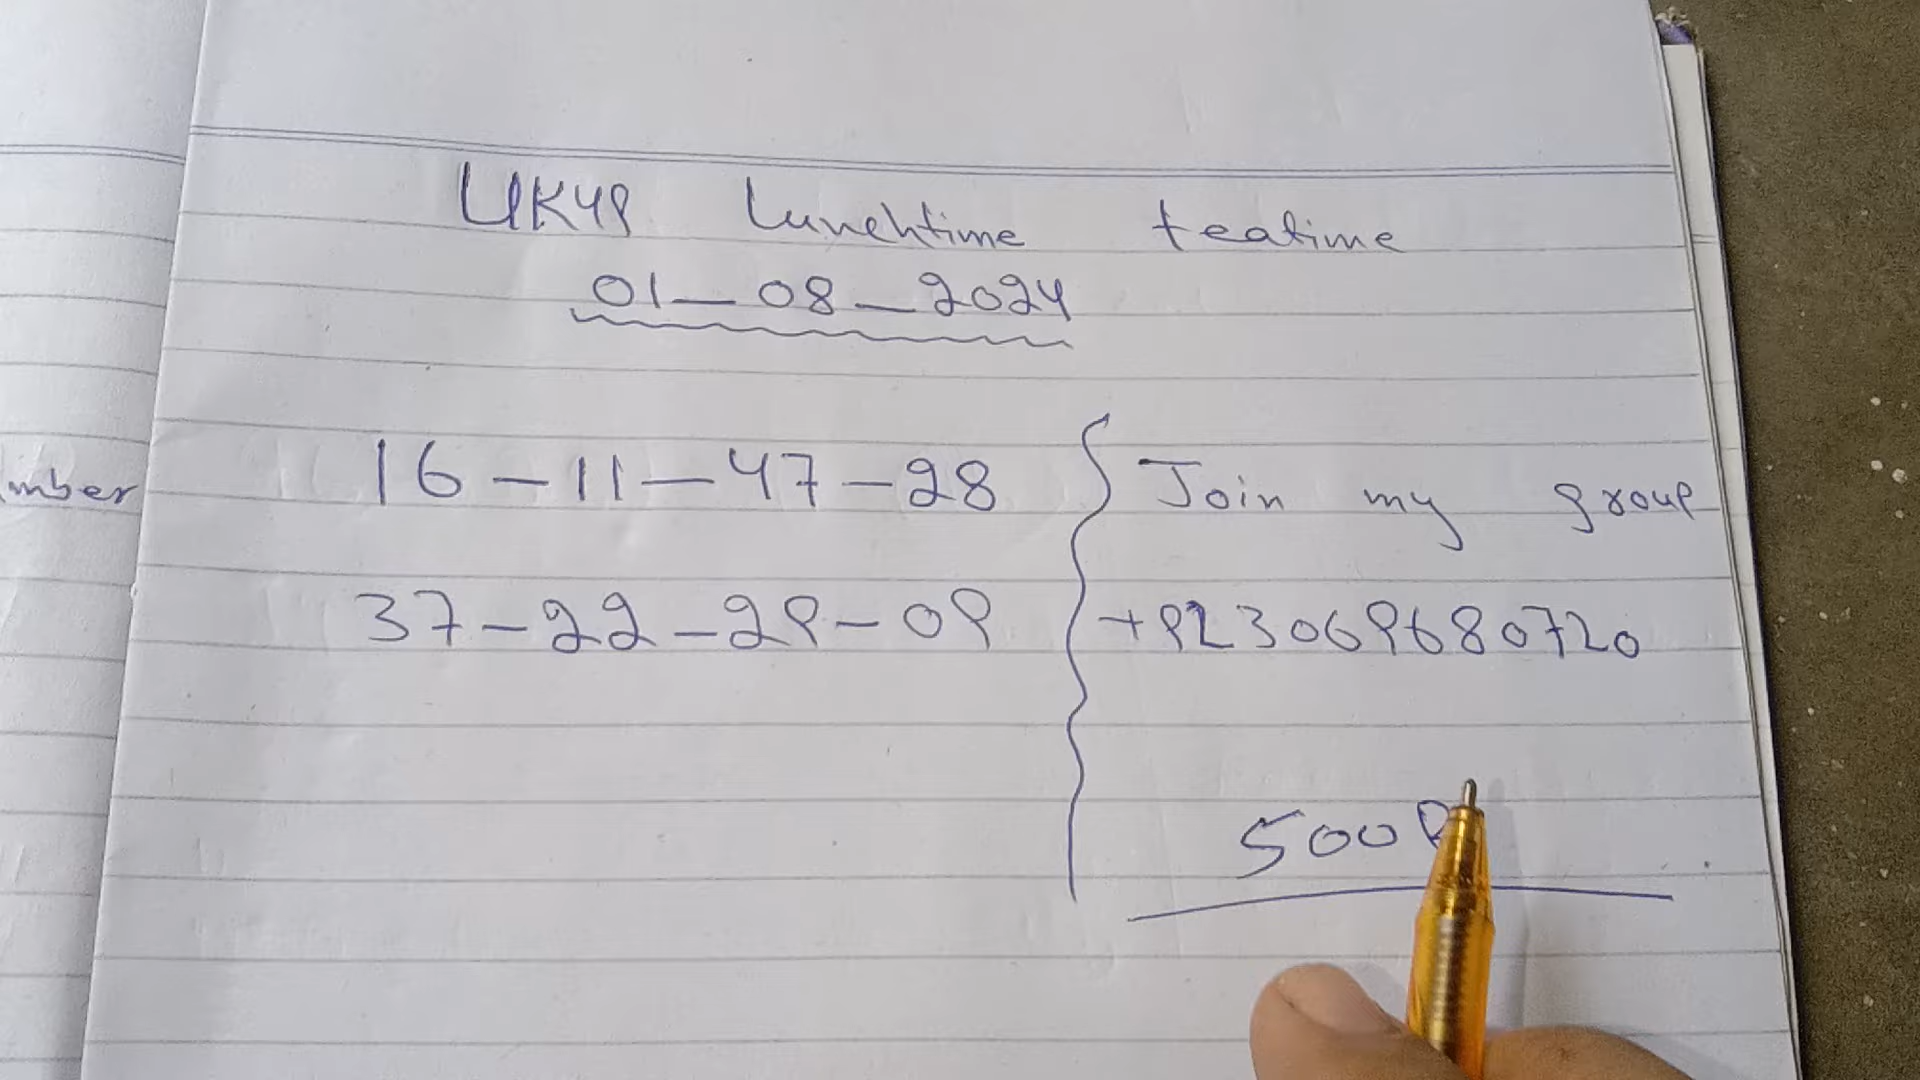 UK49 Lunchtime teatime
01-08-2024
16-11-47-28
37-22-29-09
Join my group
+923069680720
500
mber